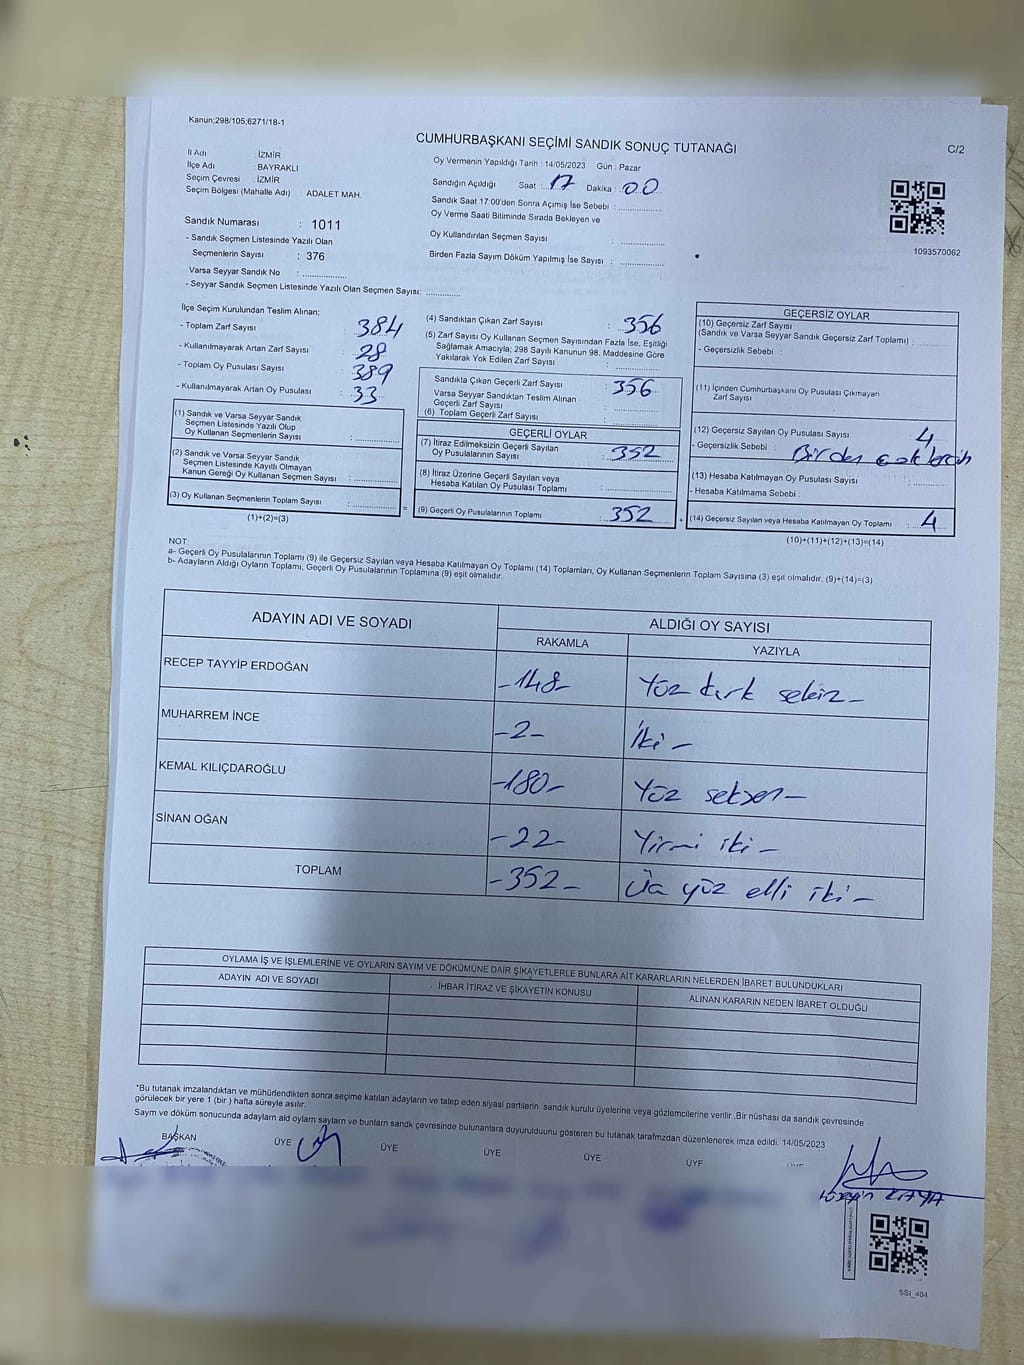 Kanun;298/105,6271/18-1
CUMHURBAŞKANI SEÇİMİ SANDIK SONUÇ TUTANAĞI
C/2
İl Adı : İZMİR
İlçe Adı : BAYRAKLI
Seçim Çevresi : İZMİR
Seçim Bölgesi (Mahalle Adı) : ADALET MAH.
Oy Vermenin Yapıldığı Tarih : 14/05/2023 Gün : Pazar
Sandığın Açıldığı Saat : 17 Dakika : 00
Sandık Saat 17:00'den Sonra Açımış İse Sebebi :
Oy Verme Saati Bitiminde Sırada Bekleyen ve
Oy Kullandırılan Seçmen Sayısı :
Birden Fazla Sayım Döküm Yapılmış İse Sayısı :
1093570062
Sandık Numarası : 1011
- Sandık Seçmen Listesinde Yazılı Olan
Seçmenlerin Sayısı : 376
Varsa Seyyar Sandık No :
- Seyyar Sandık Seçmen Listesinde Yazılı Olan Seçmen Sayısı:
İlçe Seçim Kurulundan Teslim Alınan;
- Toplam Zarf Sayısı : 384
- Kullanılmayarak Artan Zarf Sayısı : 28
- Toplam Oy Pusulası Sayısı : 389
- Kullanılmayarak Artan Oy Pusulası : 33
(1) Sandık ve Varsa Seyyar Sandık
Seçmen Listesinde Yazılı Olup
Oy Kullanan Seçmenlerin Sayısı :
(2) Sandık ve Varsa Seyyar Sandık
Seçmen Listesinde Kayıtlı Olmayan
Kanun Gereği Oy Kullanan Seçmen Sayısı :
(3) Oy Kullanan Seçmenlerin Toplam Sayısı :
(1)+(2)=(3)
(4) Sandıktan Çıkan Zarf Sayısı : 356
(5) Zarf Sayısı Oy Kullanan Seçmen Sayısından Fazla İse, Eşitliği
Sağlamak Amacıyla; 298 Sayılı Kanunun 98. Maddesine Göre
Yakılarak Yok Edilen Zarf Sayısı :
Sandıkta Çıkan Geçerli Zarf Sayısı : 356
Varsa Seyyar Sandıktan Teslim Alınan
Geçerli Zarf Sayısı :
(6) Toplam Geçerli Zarf Sayısı :
GEÇERLİ OYLAR
(7) İtiraz Edilmeksizin Geçerli Sayılan
Oy Pusulalarının Sayısı : 352
(8) İtiraz Üzerine Geçerli Sayılan veya
Hesaba Katılan Oy Pusulası Toplamı :
(9) Geçerli Oy Pusulalarının Toplamı : 352
GEÇERSİZ OYLAR
(10) Geçersiz Zarf Sayısı
(Sandık ve Varsa Seyyar Sandık Geçersiz Zarf Toplamı) :
- Geçersizlik Sebebi :
(11) İçinden Cumhurbaşkanı Oy Pusulası Çıkmayan
Zarf Sayısı
(12) Geçersiz Sayılan Oy Pusulası Sayısı : 4
- Geçersizlik Sebebi : Birden çok tercih
(13) Hesaba Katılmayan Oy Pusulası Sayısı
- Hesaba Katılmama Sebebi :
(14) Geçersiz Sayılan veya Hesaba Katılmayan Oy Toplamı : 4
(10)+(11)+(12)+(13)=(14)
NOT:
a- Geçerli Oy Pusulalarının Toplamı (9) ile Geçersiz Sayılan veya Hesaba Katılmayan Oy Toplamı (14) Toplamları, Oy Kullanan Seçmenlerin Toplam Sayısına (3) eşit olmalıdır. (9)+(14)=(3)
b- Adayların Aldığı Oyların Toplamı, Geçerli Oy Pusulalarının Toplamına (9) eşit olmalıdır.
ADAYIN ADI VE SOYADI ALDIĞI OY SAYISI
RAKAMLA YAZIYLA
RECEP TAYYİP ERDOĞAN -148- Yüz kırk sekiz -
MUHARREM İNCE -2- İki -
KEMAL KILIÇDAROĞLU -180- Yüz seksen -
SİNAN OĞAN -22- Yirmi iki -
TOPLAM -352- Üç yüz elli iki -
OYLAMA İŞ VE İŞLEMLERİNE VE OYLARIN SAYIM VE DÖKÜMÜNE DAİR ŞİKAYETLERLE BUNLARA AİT KARARLARIN NELERDEN İBARET BULUNDUKLARI
ADAYIN ADI VE SOYADI İHBAR İTİRAZ VE ŞİKAYETİN KONUSU ALINAN KARARIN NEDEN İBARET OLDUĞU
*Bu tutanak imzalandıktan ve mühürlendikten sonra seçime katılan adayların ve talep eden siyasi partilerin sandık kurulu üyelerine veya gözlemcilerine verilir .Bir nüshası da sandık çevresinde
görülecek bir yere 1 (bir ) hafta süreyle asılır.
Sayım ve döküm sonucunda adayların ald oyların sayların ve bunların sandk çevresinde bulunanlara duyurulduunu gösteren bu tutanak tarafmzdan düzenlenerek imza edildi. 14/05/2023
BAŞKAN ÜYE ÜYE ÜYE ÜYE ÜYE
KAYA
SSI_404